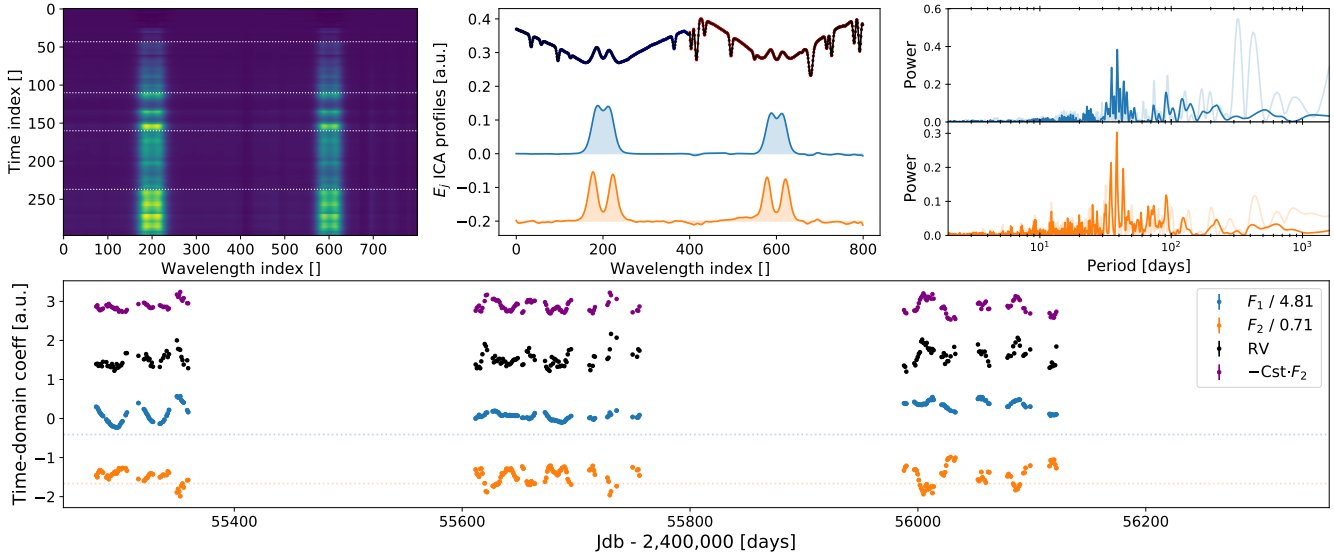 0
50
100
150
200
250
Time index []
0 100 200 300 400 500 600 700
Wavelength index []
0.4
0.3
0.2
0.1
0.0
−0.1
−0.2
E_j ICA profiles [a.u.]
0 200 400 600 800
Wavelength index []
0.6
0.4
0.2
0.0
Power
0.3
0.2
0.1
0.0
Power
10^1 10^2 10^3
Period [days]
3
2
1
0
−1
−2
Time-domain coeff [a.u.]
F_1 / 4.81
F_2 / 0.71
RV
−Cst·F_2
55400 55600 55800 56000 56200
Jdb - 2,400,000 [days]